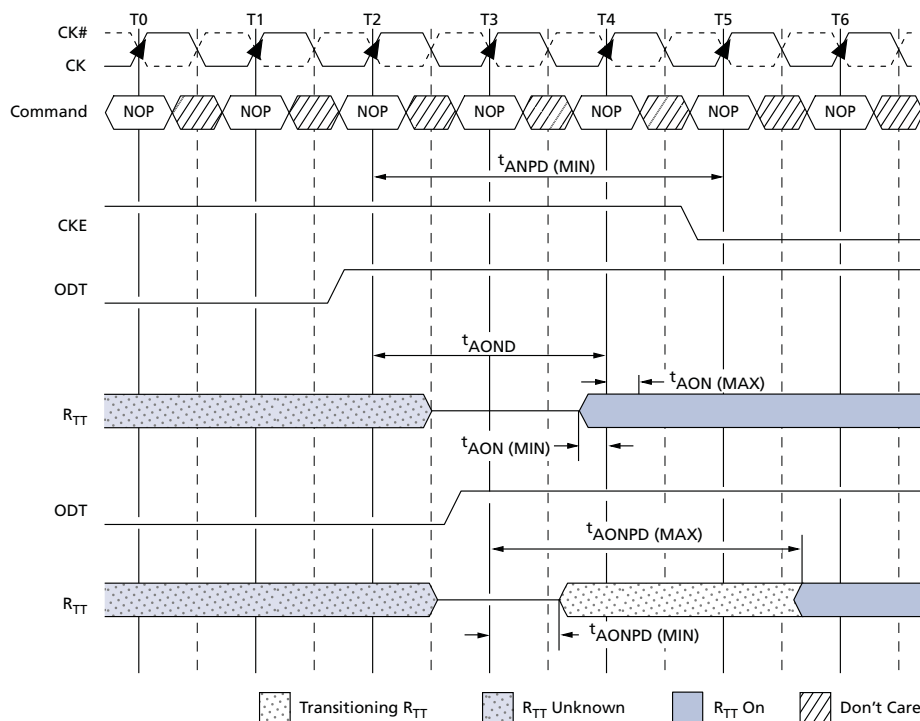 T0 T1 T2 T3 T4 T5 T6
CK#
CK
Command NOP NOP NOP NOP NOP NOP NOP
tANPD (MIN)
CKE
ODT
tAOND
tAON (MAX)
RTT
tAON (MIN)
ODT
tAONPD (MAX)
RTT
tAONPD (MIN)
Transitioning RTT RTT Unknown RTT On Don't Care